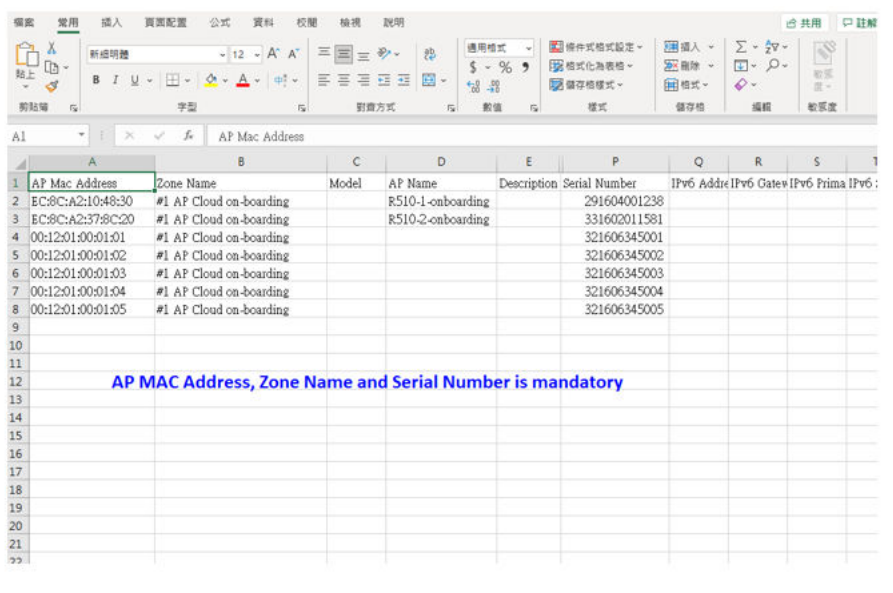 檔案 常用 插入 頁面配置 公式 資料 校閱 檢視 說明 共用 註解
新細明體 12 A A 通用格式 條件式格式設定 插入
貼上 B I U A $ % 格式化為表格 刪除
儲存格樣式 格式
剪貼簿 字型 對齊方式 數值 樣式 儲存格 編輯 敏感度
A1 fx AP Mac Address
A B C D E P Q R S
1 AP Mac Address Zone Name Model AP Name Description Serial Number IPv6 Addre IPv6 Gatew IPv6 Prima IPv6
2 EC:8C:A2:10:48:30 #1 AP Cloud on-boarding R510-1-onboarding 291604001238
3 EC:8C:A2:37:8C:20 #1 AP Cloud on-boarding R510-2-onboarding 331602011581
4 00:12:01:00:01:01 #1 AP Cloud on-boarding 321606345001
5 00:12:01:00:01:02 #1 AP Cloud on-boarding 321606345002
6 00:12:01:00:01:03 #1 AP Cloud on-boarding 321606345003
7 00:12:01:00:01:04 #1 AP Cloud on-boarding 321606345004
8 00:12:01:00:01:05 #1 AP Cloud on-boarding 321606345005
9
10
11
12 AP MAC Address, Zone Name and Serial Number is mandatory
13
14
15
16
17
18
19
20
21
22